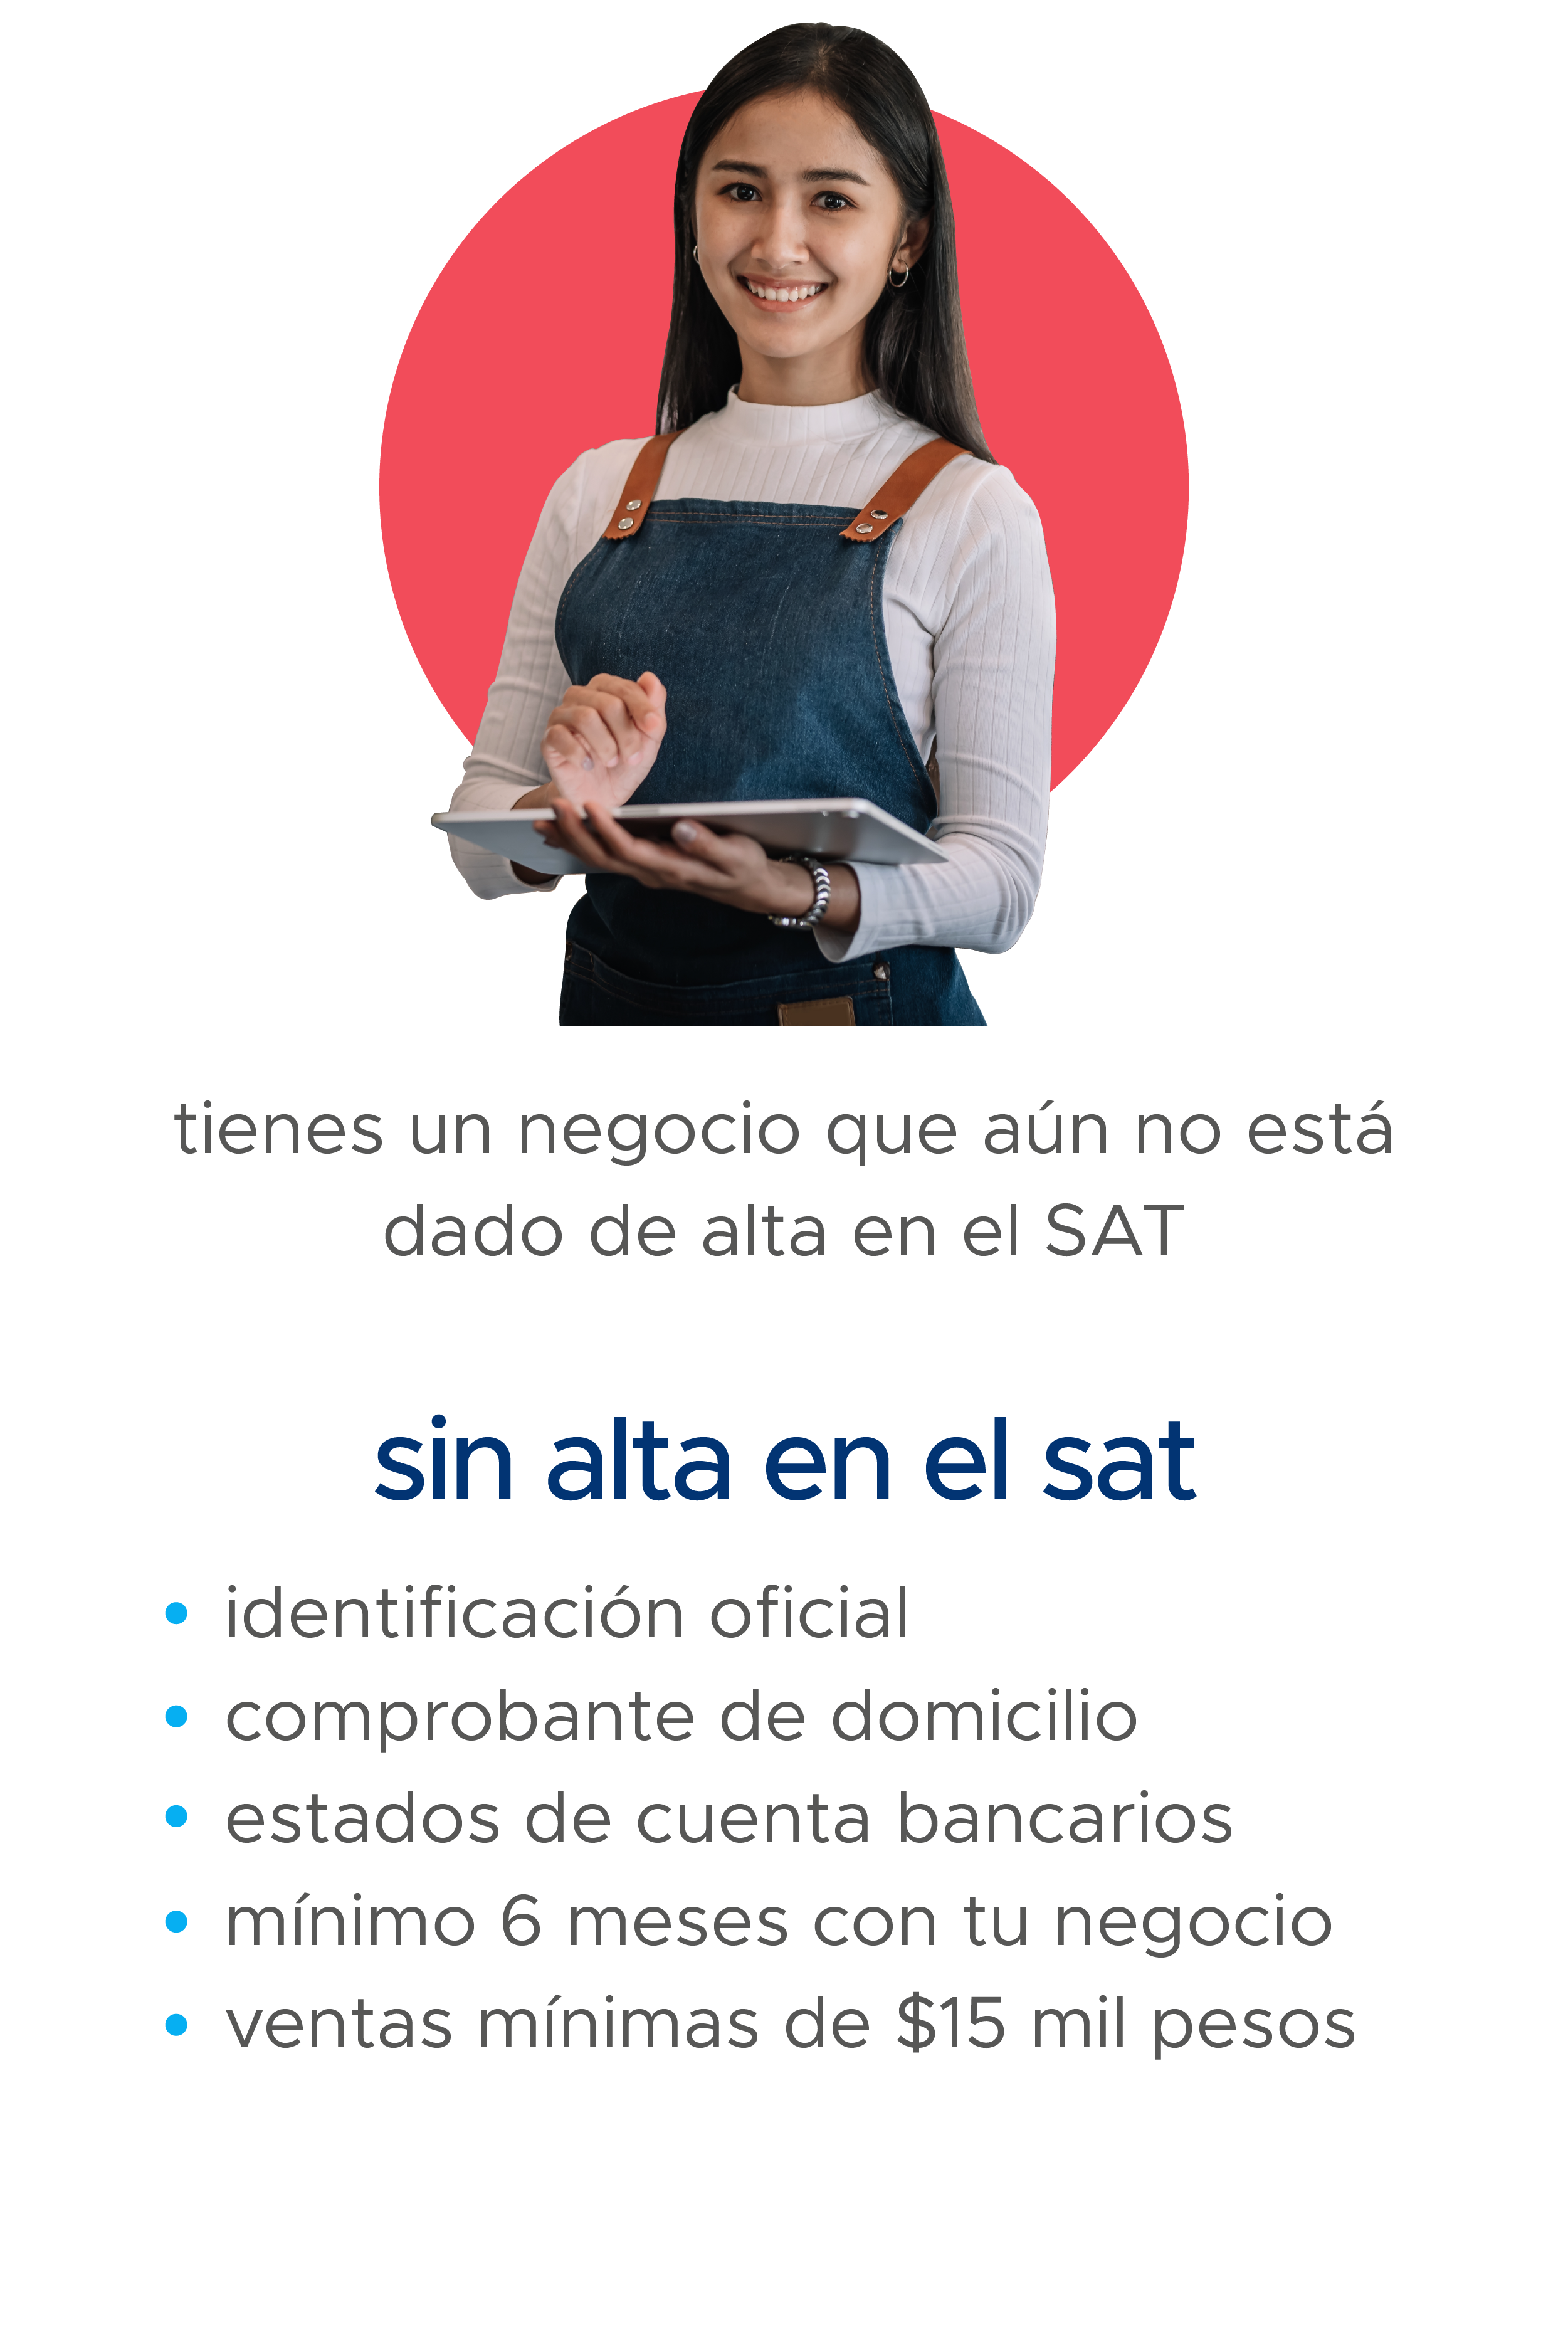 tienes un negocio que aún no está
dado de alta en el SAT
sin alta en el sat
• identificación oficial
• comprobante de domicilio
• estados de cuenta bancarios
• mínimo 6 meses con tu negocio
• ventas mínimas de $15 mil pesos